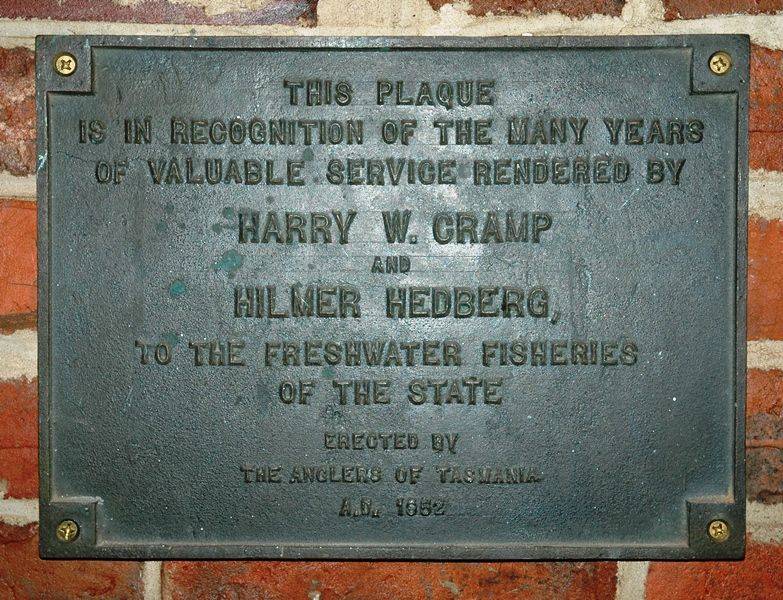 THIS PLAQUE
IS IN RECOGNITION OF THE MANY YEARS
OF VALUABLE SERVICE RENDERED BY
HARRY W. CRAMP
AND
HILMER HEDBERG,
TO THE FRESHWATER FISHERIES
OF THE STATE
ERECTED BY
THE ANGLERS OF TASMANIA
A.D. 1952